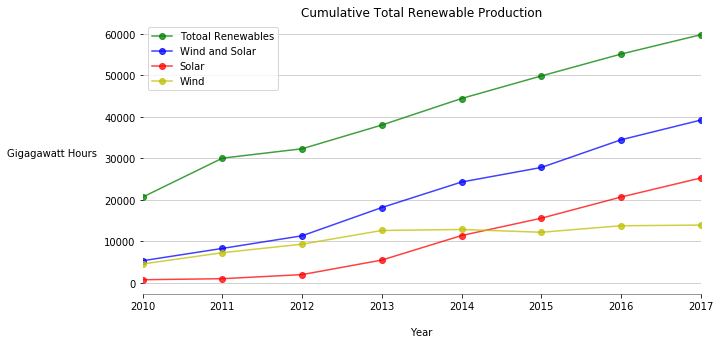 Cumulative Total Renewable Production
Totoal Renewables
Wind and Solar
Solar
Wind
60000
50000
40000
30000
20000
10000
0
Gigagawatt Hours
2010 2011 2012 2013 2014 2015 2016 2017
Year